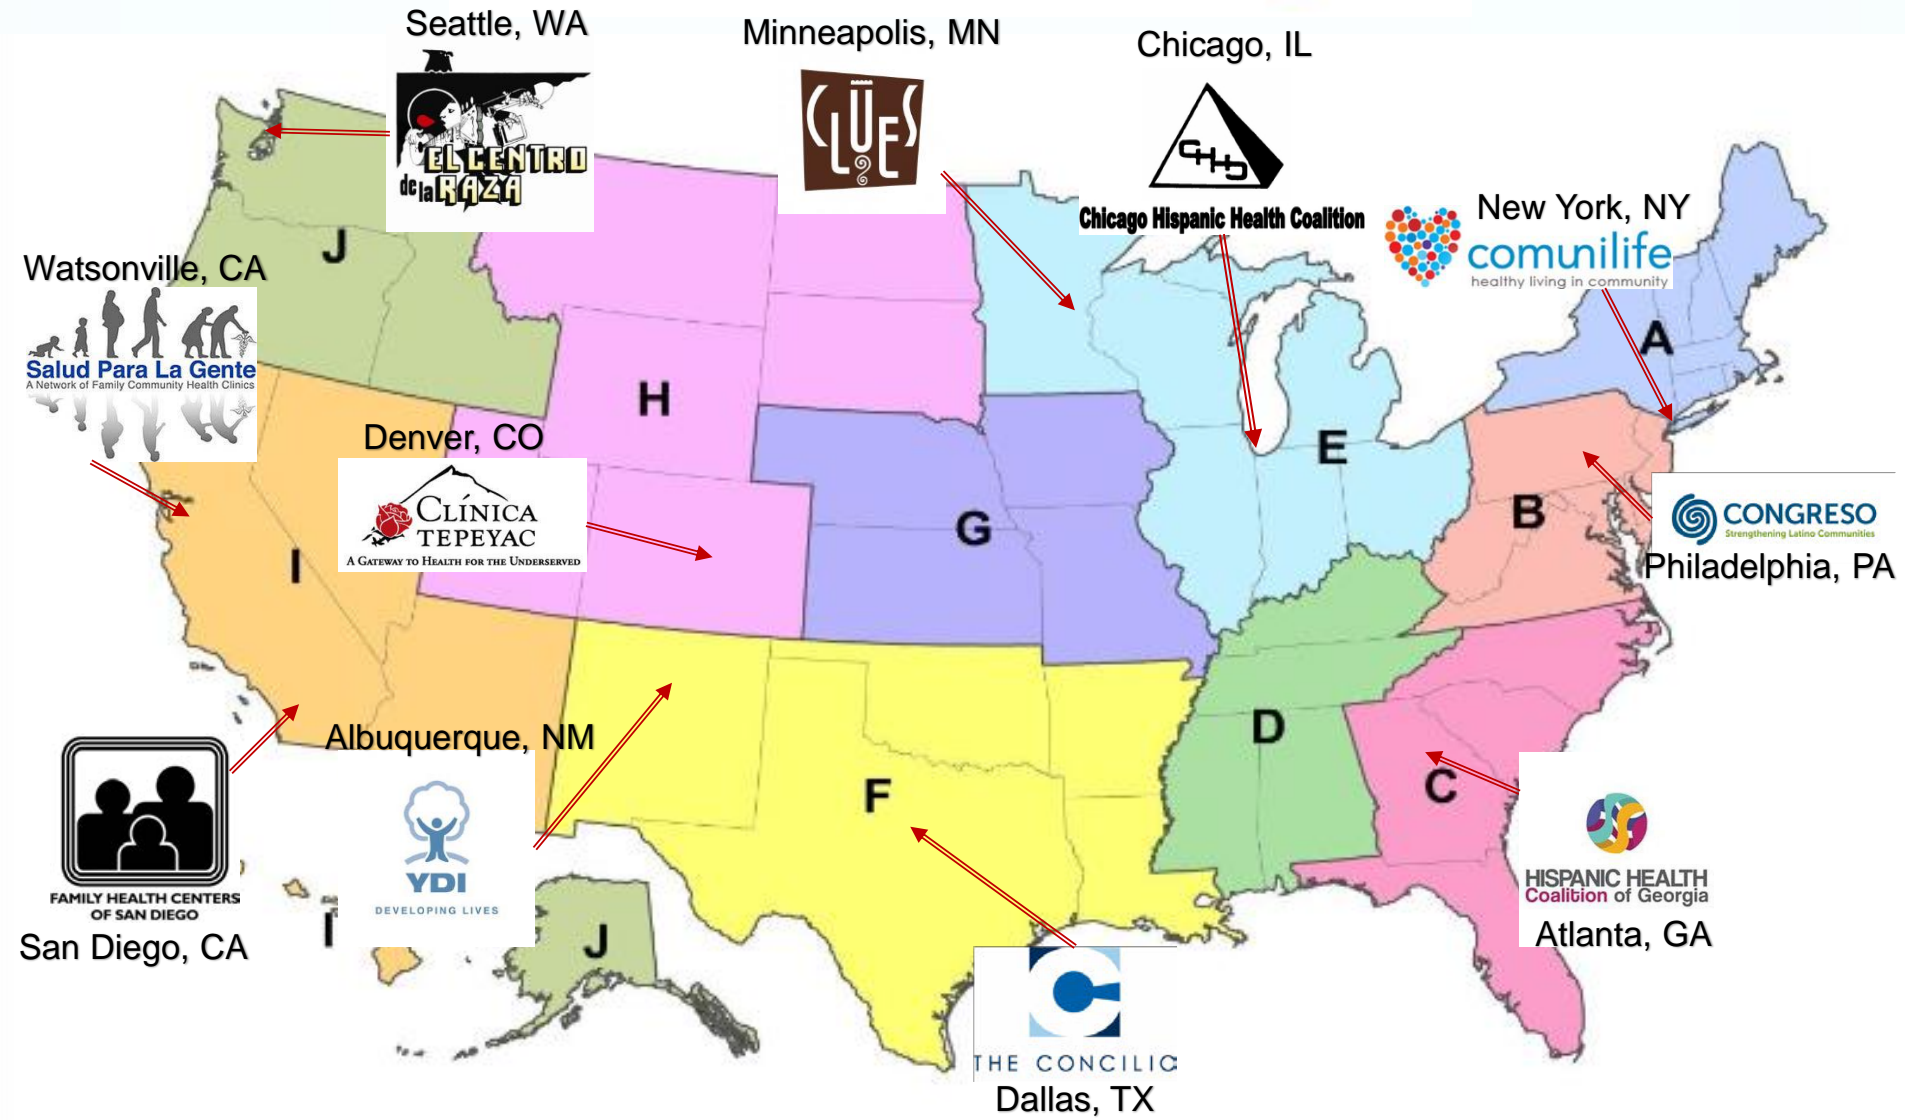 Seattle, WA
EL CENTRO
de la RAZA
Minneapolis, MN
CLUES
Chicago, IL
CHHC
Chicago Hispanic Health Coalition
New York, NY
comunilife
healthy living in community
Watsonville, CA
Salud Para La Gente
A Network of Family Community Health Clinics
J
H
A
E
G
B
I
Denver, CO
CLÍNICA
TEPEYAC
A GATEWAY TO HEALTH FOR THE UNDERSERVED
CONGRESO
Strengthening Latino Communities
Philadelphia, PA
D
C
F
Albuquerque, NM
YDI
DEVELOPING LIVES
FAMILY HEALTH CENTERS
OF SAN DIEGO
San Diego, CA
I
J
HISPANIC HEALTH
Coalition of Georgia
Atlanta, GA
THE CONCILIO
Dallas, TX